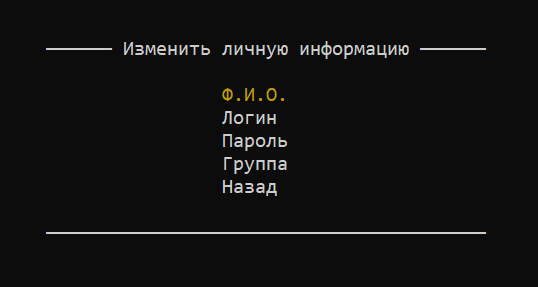 Изменить личную информацию
Ф.И.О.
Логин
Пароль
Группа
Назад